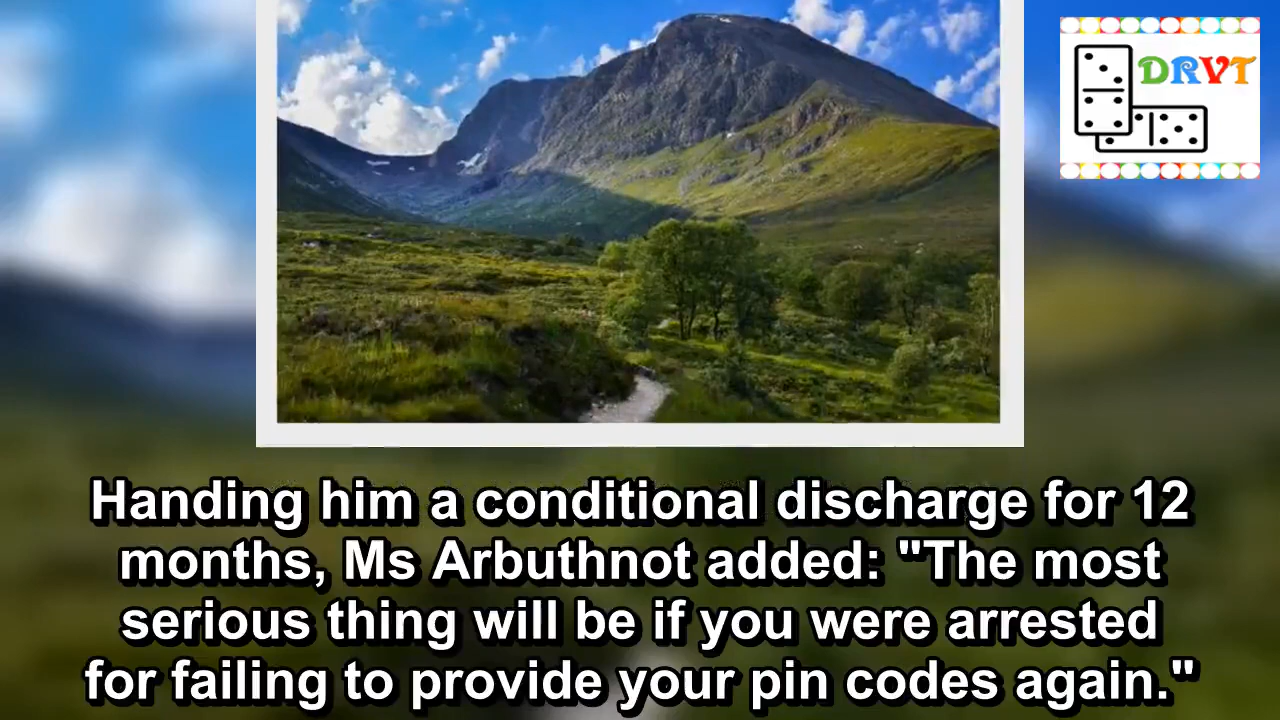 DRVT
Handing him a conditional discharge for 12
months, Ms Arbuthnot added: "The most
serious thing will be if you were arrested
for failing to provide your pin codes again."